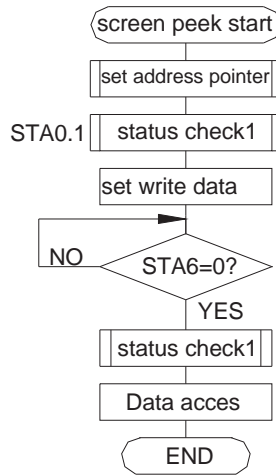 screen peek start
set address pointer
STA0.1 status check1
set write data
NO STA6=0?
YES
status check1
Data acces
END